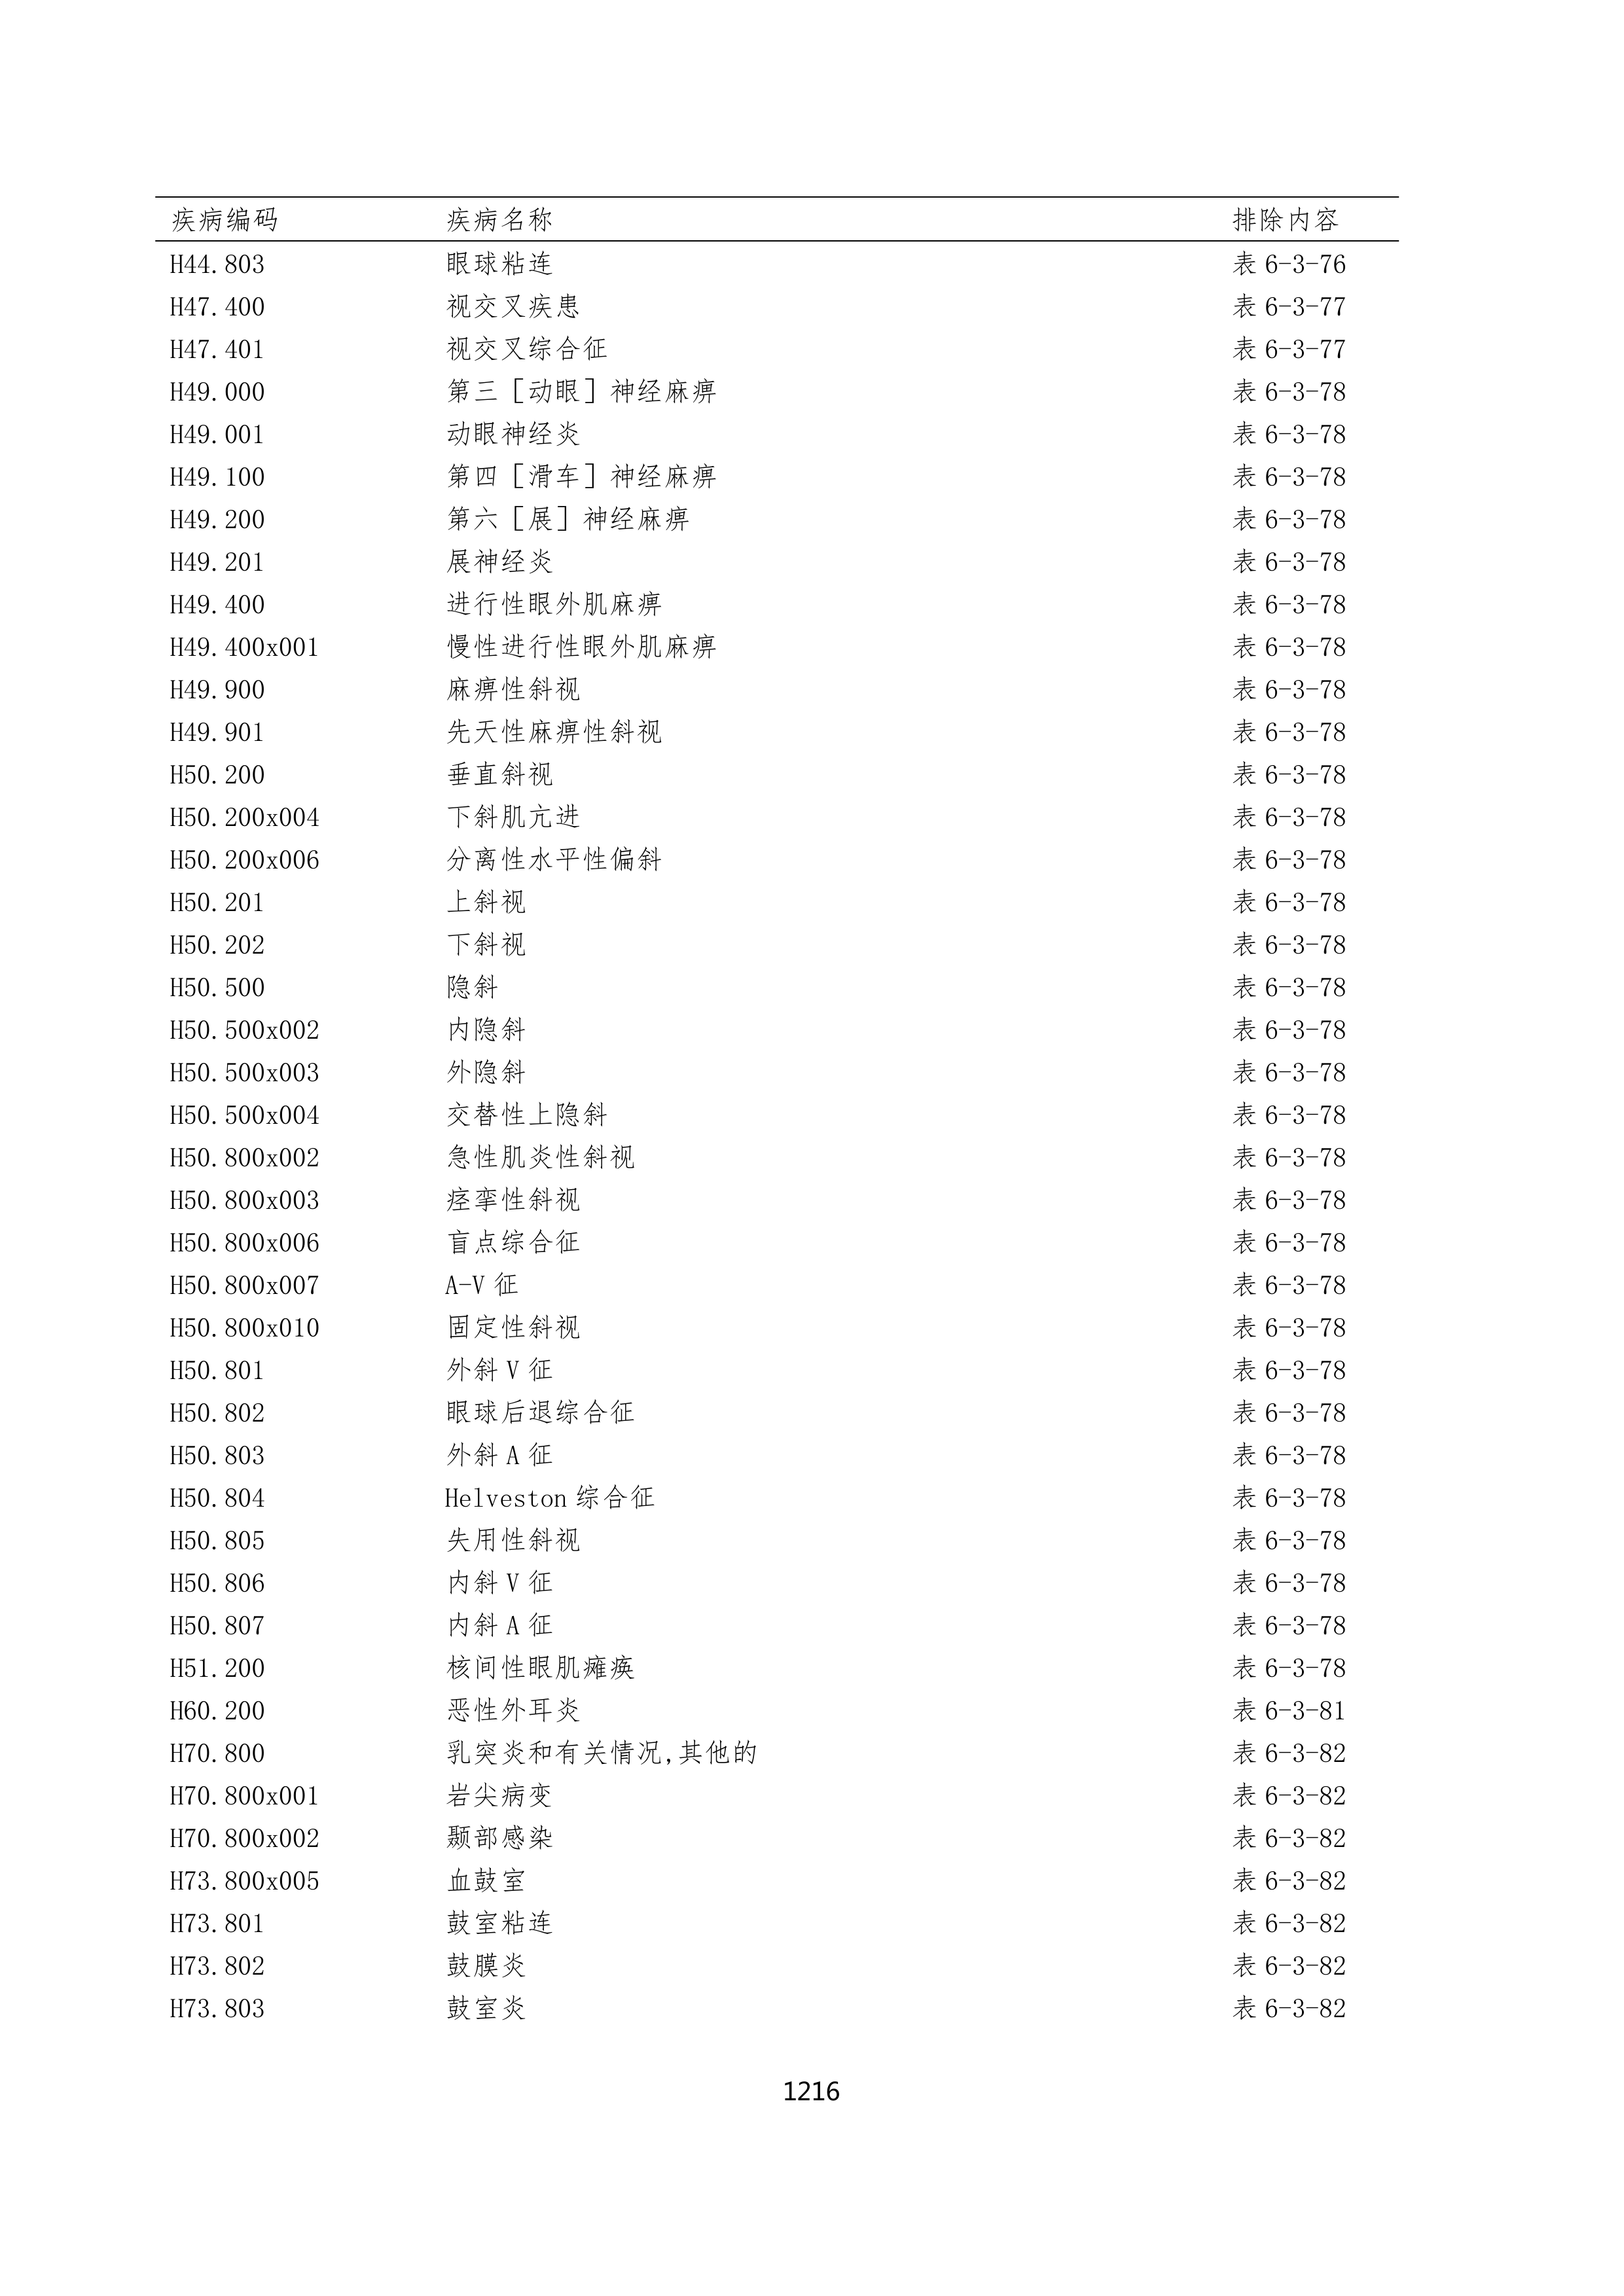 疾病编码 疾病名称 排除内容
H44.803 眼球粘连 表 6-3-76
H47.400 视交叉疾患 表 6-3-77
H47.401 视交叉综合征 表 6-3-77
H49.000 第三［动眼］神经麻痹 表 6-3-78
H49.001 动眼神经炎 表 6-3-78
H49.100 第四［滑车］神经麻痹 表 6-3-78
H49.200 第六［展］神经麻痹 表 6-3-78
H49.201 展神经炎 表 6-3-78
H49.400 进行性眼外肌麻痹 表 6-3-78
H49.400x001 慢性进行性眼外肌麻痹 表 6-3-78
H49.900 麻痹性斜视 表 6-3-78
H49.901 先天性麻痹性斜视 表 6-3-78
H50.200 垂直斜视 表 6-3-78
H50.200x004 下斜肌亢进 表 6-3-78
H50.200x006 分离性水平性偏斜 表 6-3-78
H50.201 上斜视 表 6-3-78
H50.202 下斜视 表 6-3-78
H50.500 隐斜 表 6-3-78
H50.500x002 内隐斜 表 6-3-78
H50.500x003 外隐斜 表 6-3-78
H50.500x004 交替性上隐斜 表 6-3-78
H50.800x002 急性肌炎性斜视 表 6-3-78
H50.800x003 痉挛性斜视 表 6-3-78
H50.800x006 盲点综合征 表 6-3-78
H50.800x007 A-V 征 表 6-3-78
H50.800x010 固定性斜视 表 6-3-78
H50.801 外斜 V 征 表 6-3-78
H50.802 眼球后退综合征 表 6-3-78
H50.803 外斜 A 征 表 6-3-78
H50.804 Helveston 综合征 表 6-3-78
H50.805 失用性斜视 表 6-3-78
H50.806 内斜 V 征 表 6-3-78
H50.807 内斜 A 征 表 6-3-78
H51.200 核间性眼肌瘫痪 表 6-3-78
H60.200 恶性外耳炎 表 6-3-81
H70.800 乳突炎和有关情况,其他的 表 6-3-82
H70.800x001 岩尖病变 表 6-3-82
H70.800x002 颞部感染 表 6-3-82
H73.800x005 血鼓室 表 6-3-82
H73.801 鼓室粘连 表 6-3-82
H73.802 鼓膜炎 表 6-3-82
H73.803 鼓室炎 表 6-3-82
1216